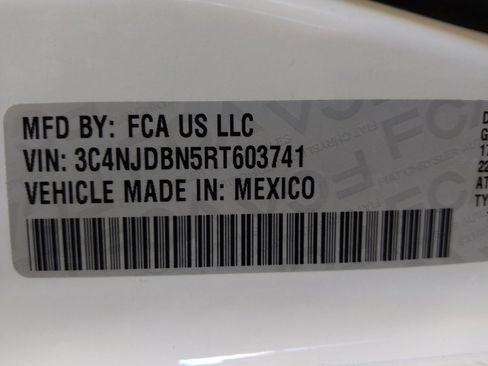 MFD BY: FCA US LLC
VIN: 3C4NJDBN5RT603741
VEHICLE MADE IN: MEXICO